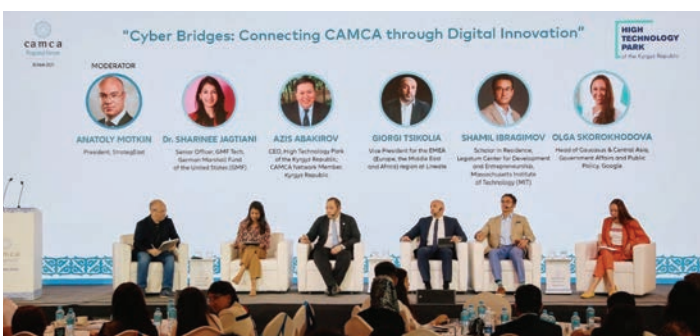 camca
Regional Forum
"Cyber Bridges: Connecting CAMCA through Digital Innovation"
HIGH
TECHNOLOGY
PARK
of the Kyrgyz Republic
MODERATOR
ANATOLY MOTKIN
President, StrategEast
Dr. SHARINEE JAGTIANI
Senior Officer, GMF Tech,
German Marshall Fund
of the United States (GMF)
AZIS ABAKIROV
CEO, High Technology Park
of the Kyrgyz Republic;
CAMCA Network Member,
Kyrgyz Republic
GIORGI TSIKOLIA
Vice President for the EMEA
(Europe, the Middle East
and Africa) region at Lineate
SHAMIL IBRAGIMOV
Scholar in Residence,
Legatum Center for Development
and Entrepreneurship,
Massachusetts Institute
of Technology (MIT)
OLGA SKOROKHODOVA
Head of Caucasus & Central Asia,
Government Affairs and Public
Policy, Google
camca